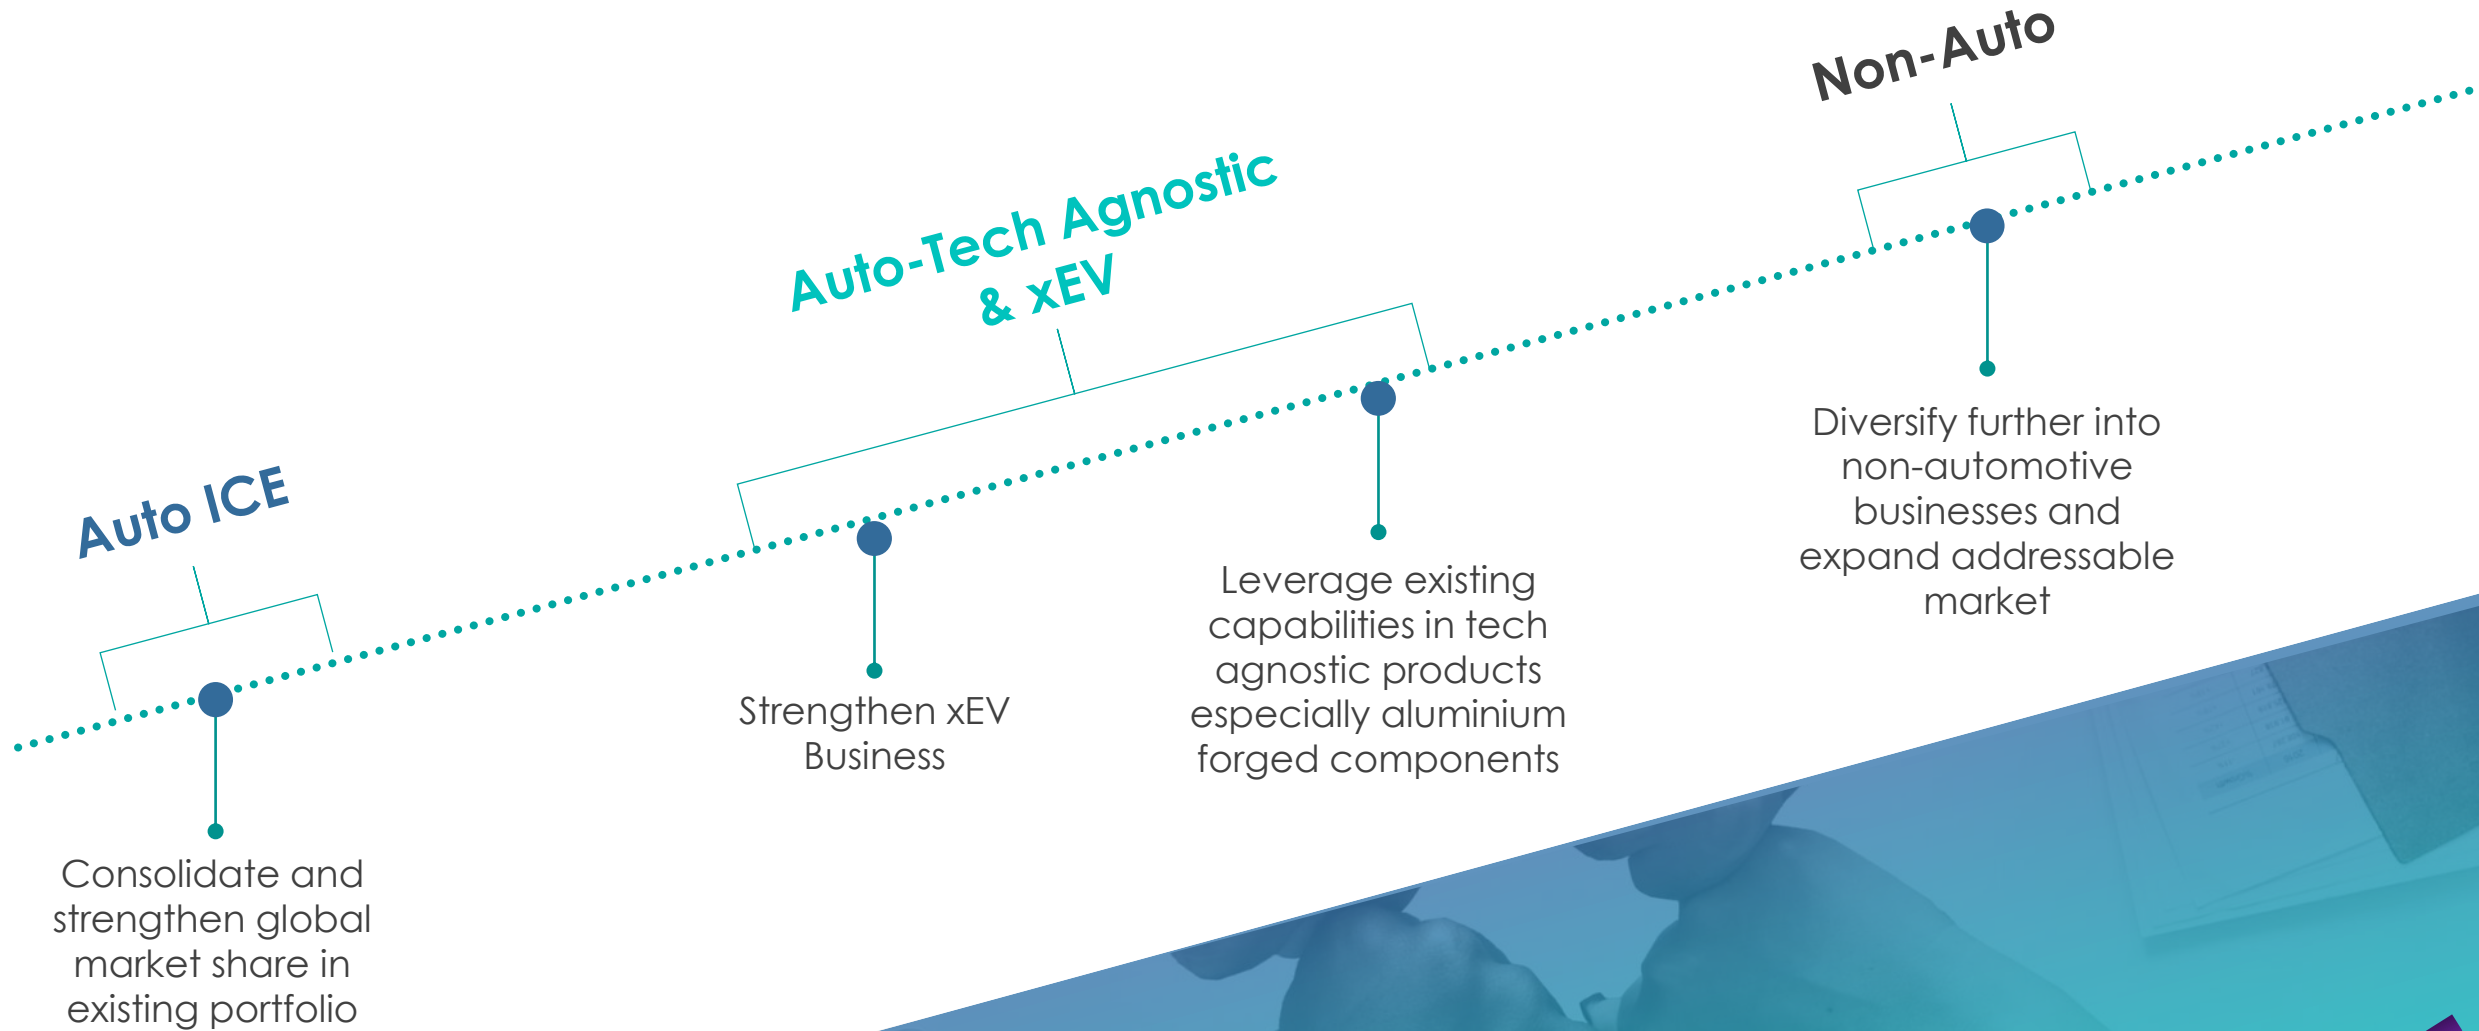 Auto ICE
Consolidate and
strengthen global
market share in
existing portfolio
Auto-Tech Agnostic
& xEV
Strengthen xEV
Business
Leverage existing
capabilities in tech
agnostic products
especially aluminium
forged components
Non-Auto
Diversify further into
non-automotive
businesses and
expand addressable
market